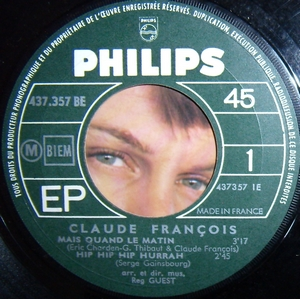 TOUS DROITS DU PRODUCTEUR PHONOGRAPHIQUE ET DU PROPRIÉTAIRE DE L'ŒUVRE ENREGISTRÉE RÉSERVÉS. DUPLICATION, EXÉCUTION PUBLIQUE, RADIODIFFUSION DE CE DISQUE INTERDITES
PHILIPS
PHILIPS
437.357 BE
45
M
BIEM
1
437357 1E
EP
MADE IN FRANCE
CLAUDE FRANÇOIS
MAIS QUAND LE MATIN 3'17
(Eric Charden-G. Thibaut & Claude François)
HIP HIP HIP HURRAH 2'45
(Serge Gainsbourg)
arr. et dir. mus,
Reg GUEST